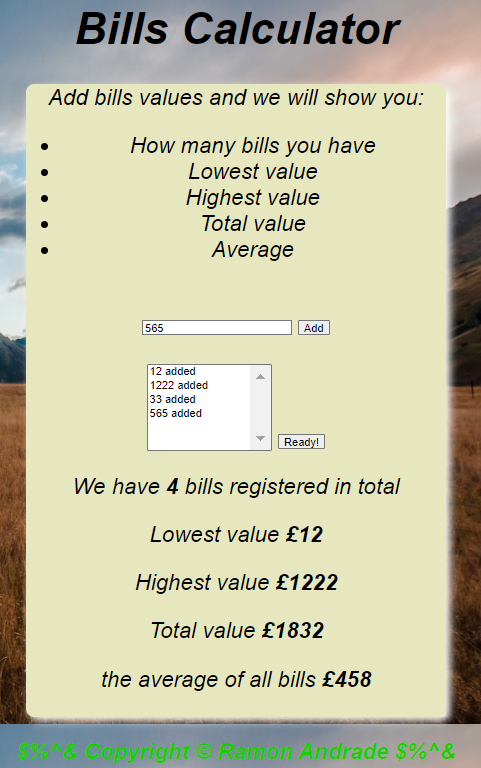 Bills Calculator
Add bills values and we will show you:
How many bills you have
Lowest value
Highest value
Total value
Average
565 Add
12 added
1222 added
33 added
565 added
Ready!
We have 4 bills registered in total
Lowest value £12
Highest value £1222
Total value £1832
the average of all bills £458
$%^& Copyright © Ramon Andrade $%^&